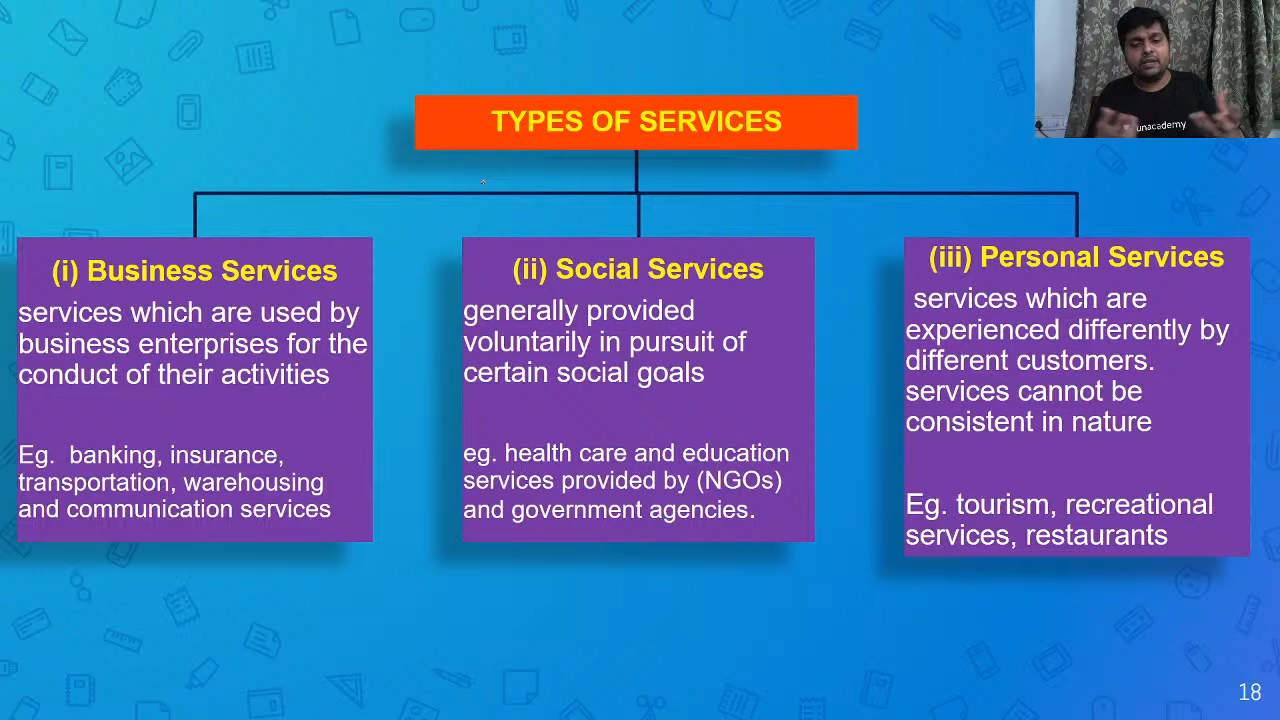 TYPES OF SERVICES
unacademy
(i) Business Services
services which are used by
business enterprises for the
conduct of their activities
Eg.  banking, insurance,
transportation, warehousing
and communication services
(ii) Social Services
generally provided
voluntarily in pursuit of
certain social goals
eg. health care and education
services provided by (NGOs)
and government agencies.
(iii) Personal Services
services which are
experienced differently by
different customers.
services cannot be
consistent in nature
Eg. tourism, recreational
services, restaurants
18